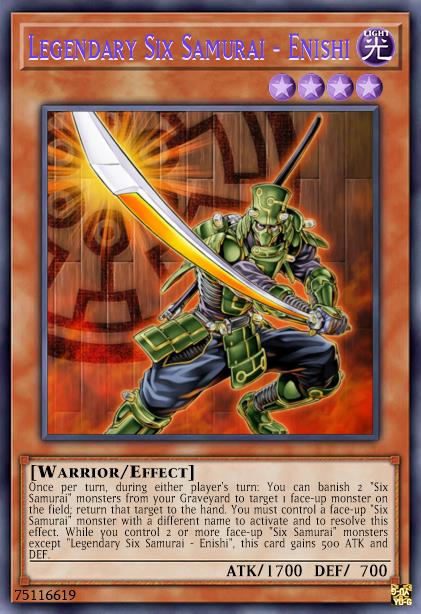 Legendary Six Samurai - Enishi
LIGHT
光
[Warrior/Effect]
Once per turn, during either player's turn: You can banish 2 "Six
Samurai" monsters from your Graveyard to target 1 face-up monster on
the field; return that target to the hand. You must control a face-up "Six
Samurai" monster with a different name to activate and to resolve this
effect. While you control 2 or more face-up "Six Samurai" monsters
except "Legendary Six Samurai - Enishi", this card gains 500 ATK and
DEF.
ATK/1700 DEF/ 700
75116619